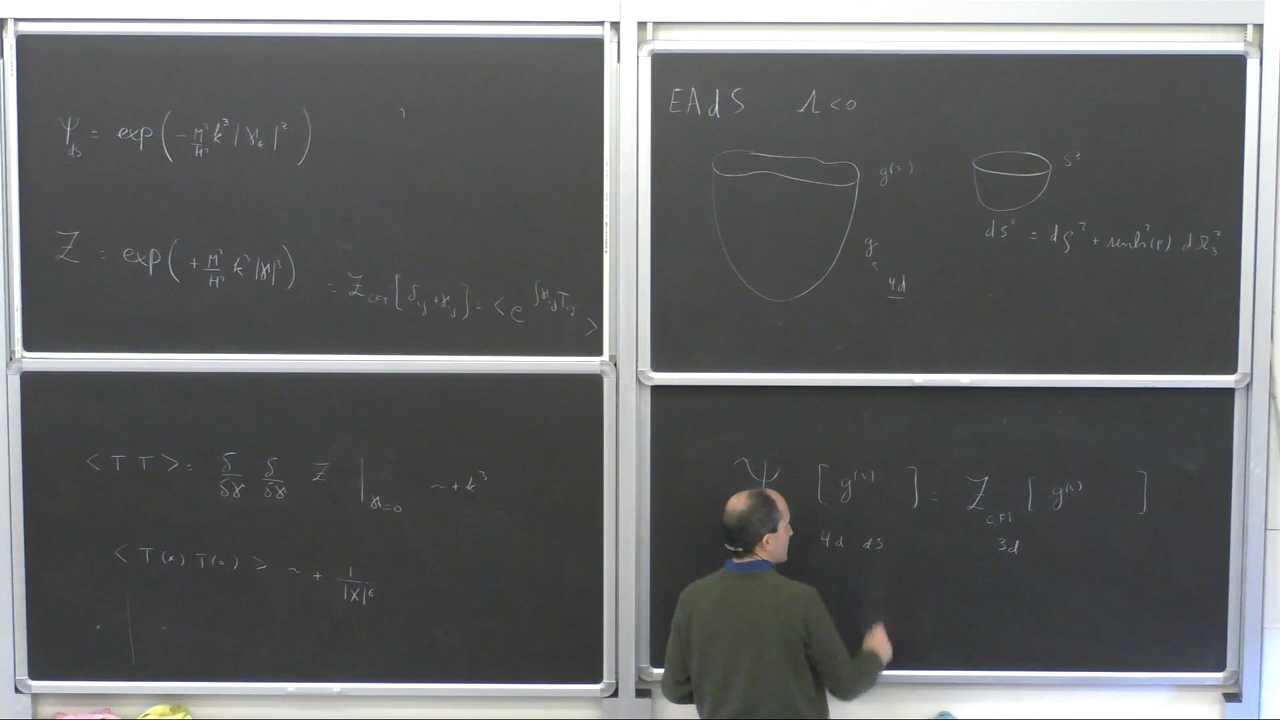 ψ_ds = exp(-M²/H² k³ |γ_k|²)
Z = exp(+M²/H² k³ |γ|²)
= Z_CFT [δ_ij + γ_ij] = < e^{∫γ_ij T_ij} >
< T T > = δ/δγ δ/δγ Z |_{γ=0} ~ + k³
< T(x) T(0) > ~ + 1/|x|⁶
EAdS Λ<0
g⁽³⁾
g
4d
S³
ds² = dρ² + sinh²(ρ) dΩ₃²
Ψ [ g⁽³⁾ ] = Z_CFT [ g⁽³⁾ ]
4d dS
3d